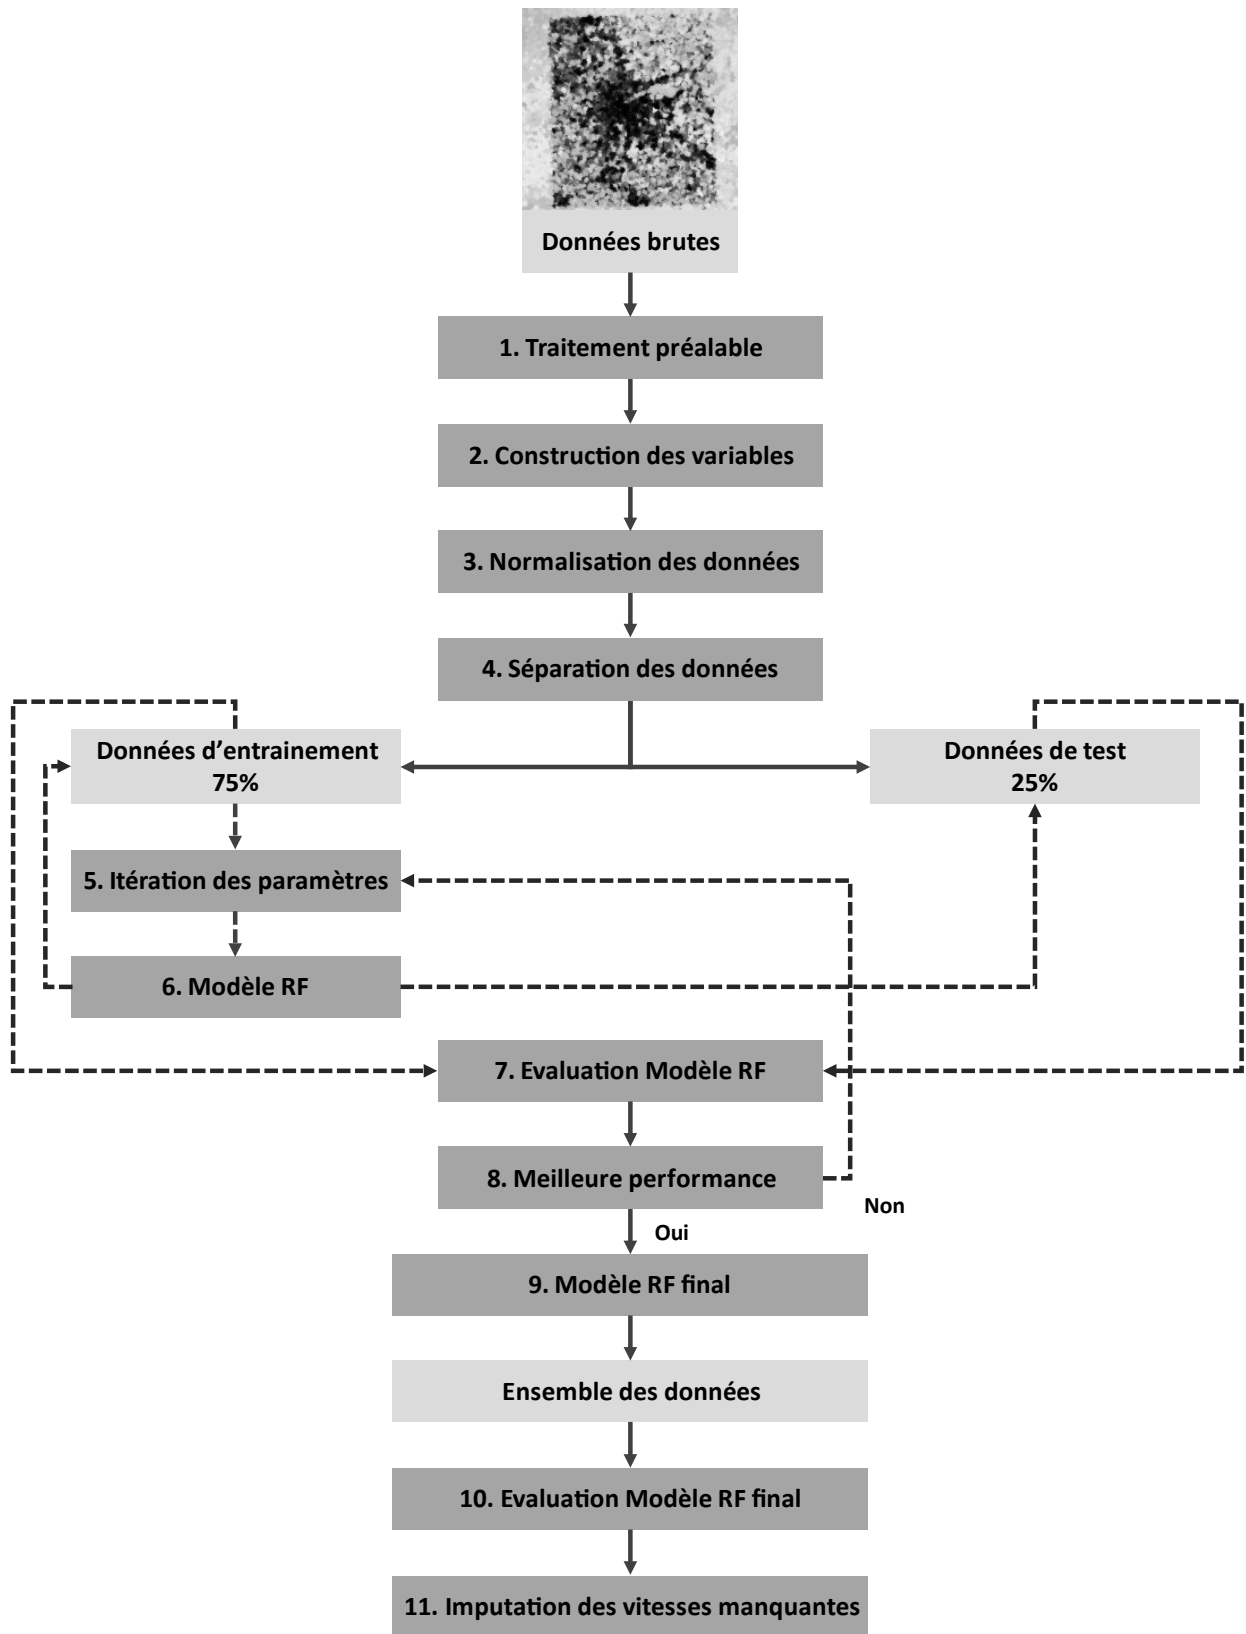 Données brutes
1. Traitement préalable
2. Construction des variables
3. Normalisation des données
4. Séparation des données
Données d’entrainement
75%
Données de test
25%
5. Itération des paramètres
6. Modèle RF
7. Evaluation Modèle RF
8. Meilleure performance
Non
Oui
9. Modèle RF final
Ensemble des données
10. Evaluation Modèle RF final
11. Imputation des vitesses manquantes